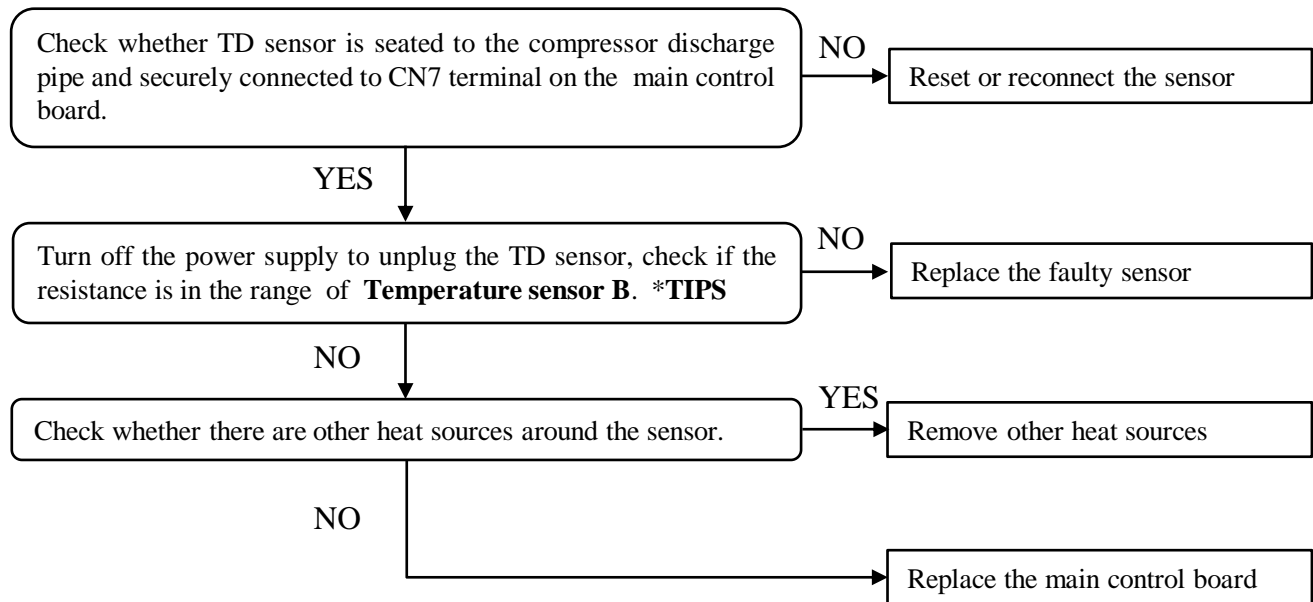 Check whether TD sensor is seated to the compressor discharge
pipe and securely connected to CN7 terminal on the main control
board.
NO
Reset or reconnect the sensor
YES
Turn off the power supply to unplug the TD sensor, check if the
resistance is in the range of Temperature sensor B. *TIPS
NO
Replace the faulty sensor
NO
Check whether there are other heat sources around the sensor.
YES
Remove other heat sources
NO
Replace the main control board